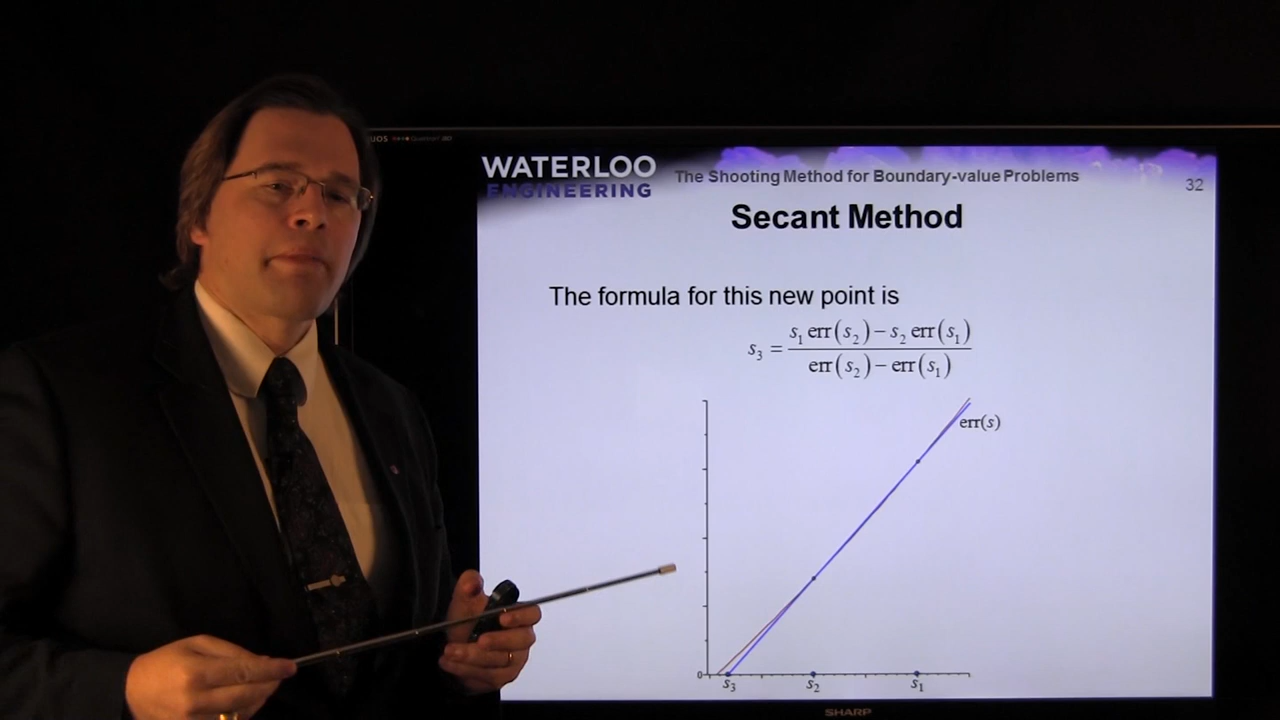 WATERLOO
ENGINEERING
The Shooting Method for Boundary-value Problems
32
Secant Method
The formula for this new point is
s₃ = (s₁ err(s₂) − s₂ err(s₁)) / (err(s₂) − err(s₁))
err(s)
0
s₃ s₂ s₁
SHARP